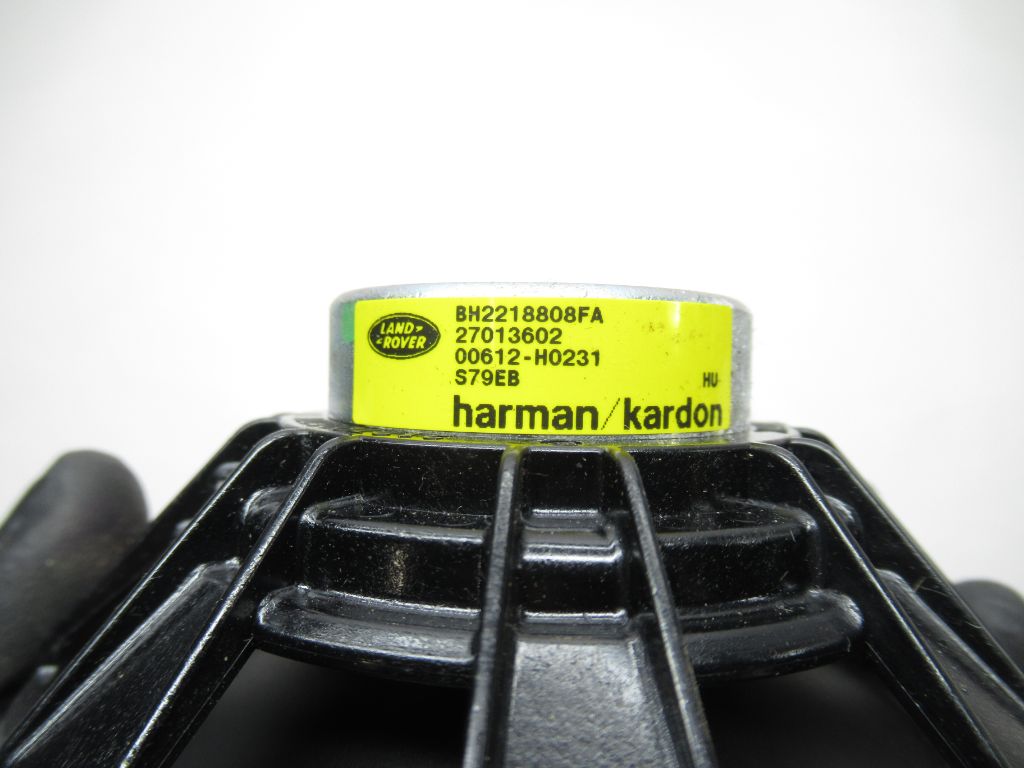 LAND-
-ROVER
BH2218808FA
27013602
00612-H0231
S79EB
HU
harman/kardon